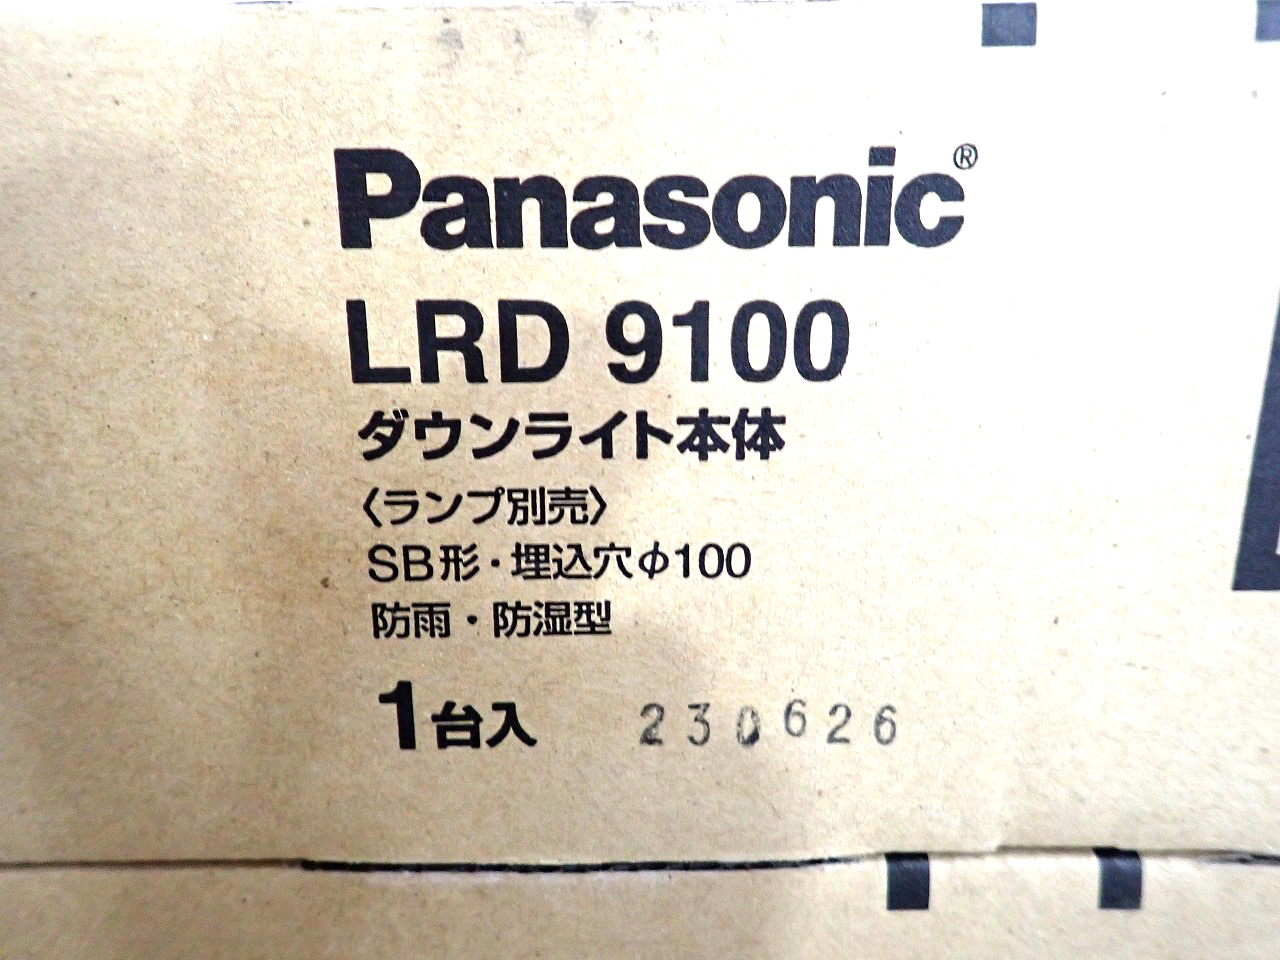 Panasonic®
LRD 9100
ダウンライト本体
〈ランプ別売〉
SB形・埋込穴φ100
防雨・防湿型
1台入 230626